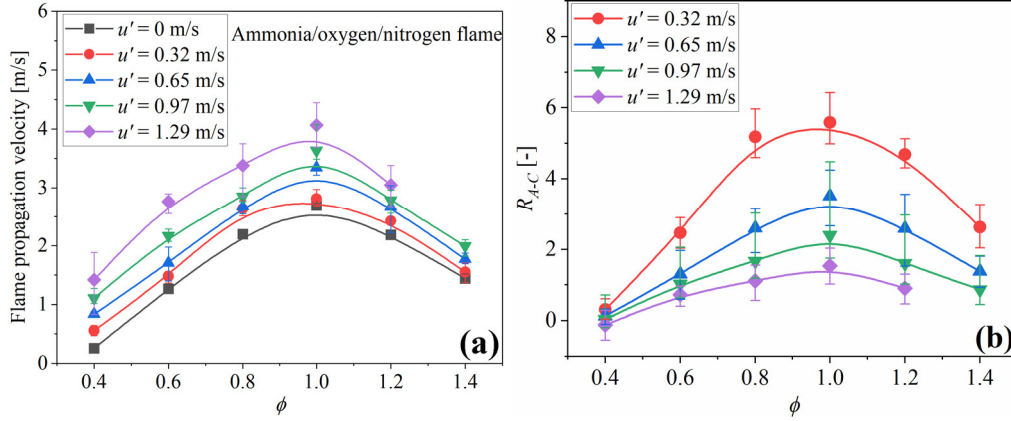 6
5
4
3
2
1
0
Flame propagation velocity [m/s]
u′ = 0 m/s
u′ = 0.32 m/s
u′ = 0.65 m/s
u′ = 0.97 m/s
u′ = 1.29 m/s
Ammonia/oxygen/nitrogen flame
(a)
0.4 0.6 0.8 1.0 1.2 1.4
ϕ
8
6
4
2
0
R_A-C [-]
u′ = 0.32 m/s
u′ = 0.65 m/s
u′ = 0.97 m/s
u′ = 1.29 m/s
(b)
0.4 0.6 0.8 1.0 1.2 1.4
ϕ